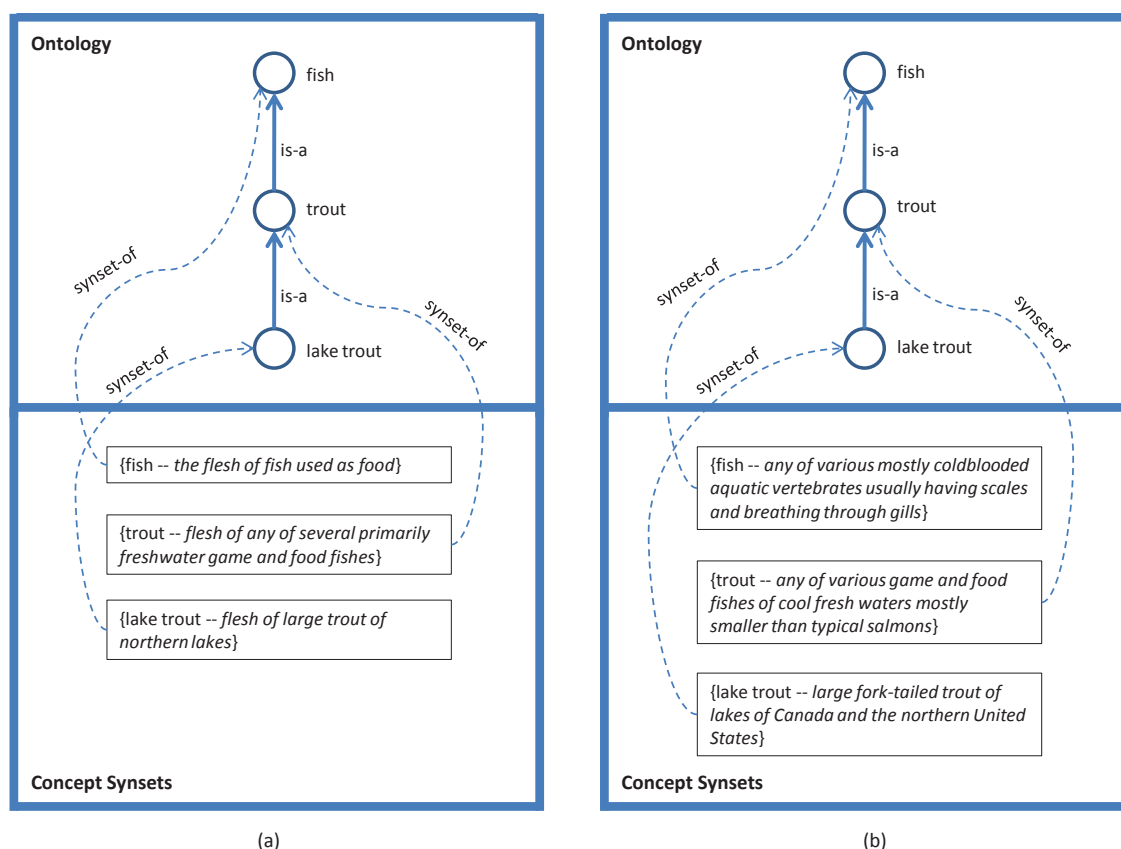 Ontology
fish
is-a
trout
synset-of
synset-of
is-a
synset-of
lake trout
{fish -- the flesh of fish used as food}
{trout -- flesh of any of several primarily
freshwater game and food fishes}
{lake trout -- flesh of large trout of
northern lakes}
Concept Synsets
(a)
Ontology
fish
is-a
trout
synset-of
synset-of
is-a
synset-of
lake trout
{fish -- any of various mostly coldblooded
aquatic vertebrates usually having scales
and breathing through gills}
{trout -- any of various game and food
fishes of cool fresh waters mostly
smaller than typical salmons}
{lake trout -- large fork-tailed trout of
lakes of Canada and the northern United
States}
Concept Synsets
(b)